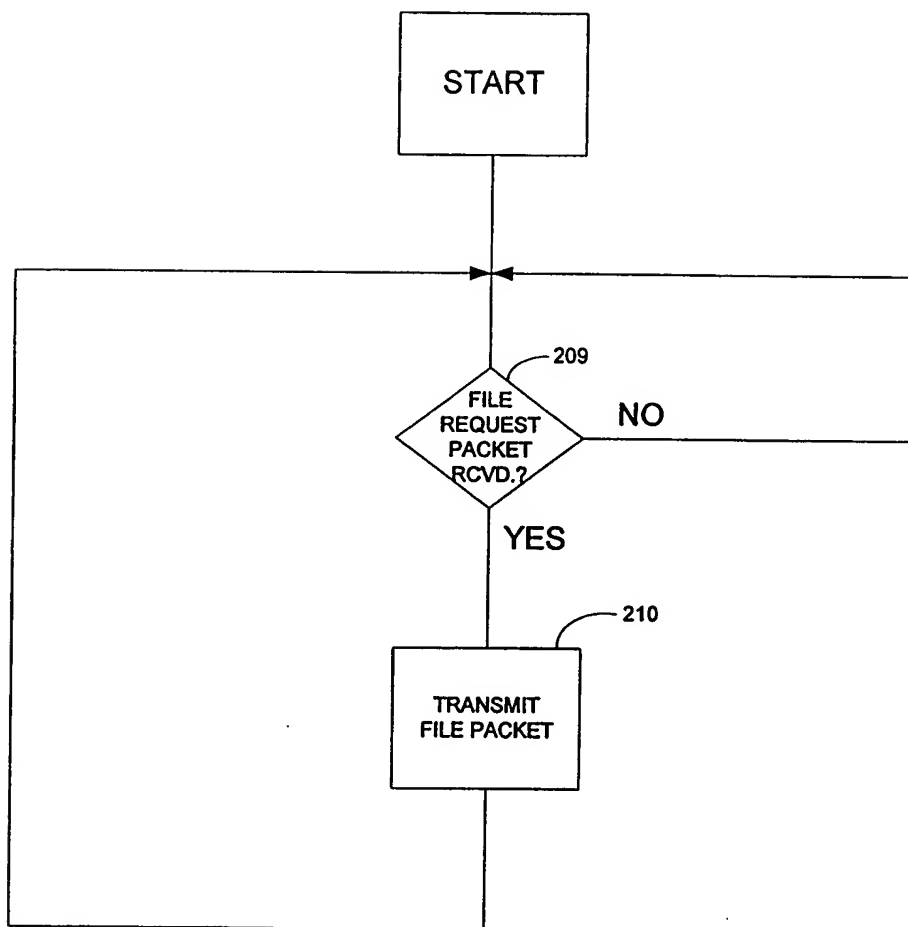 START
209
FILE
REQUEST
PACKET
RCVD.?
NO
YES
210
TRANSMIT
FILE PACKET